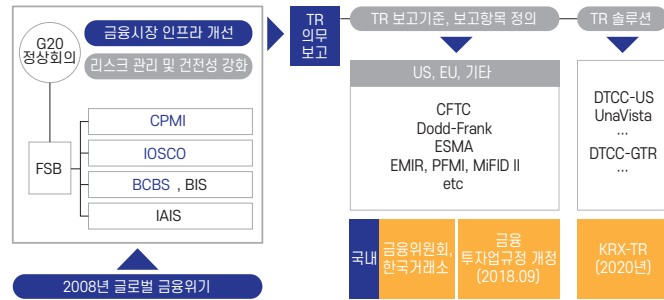 G20
정상회의
금융시장 인프라 개선
리스크 관리 및 건전성 강화
FSB
CPMI
IOSCO
BCBS , BIS
IAIS
2008년 글로벌 금융위기
TR
의무
보고
TR 보고기준, 보고항목 정의
US, EU, 기타
CFTC
Dodd-Frank
ESMA
EMIR, PFMI, MiFID II
etc
국내
금융위원회,
한국거래소
금융
투자업규정 개정
(2018.09)
TR 솔루션
DTCC-US
UnaVista
...
DTCC-GTR
...
KRX-TR
(2020년)